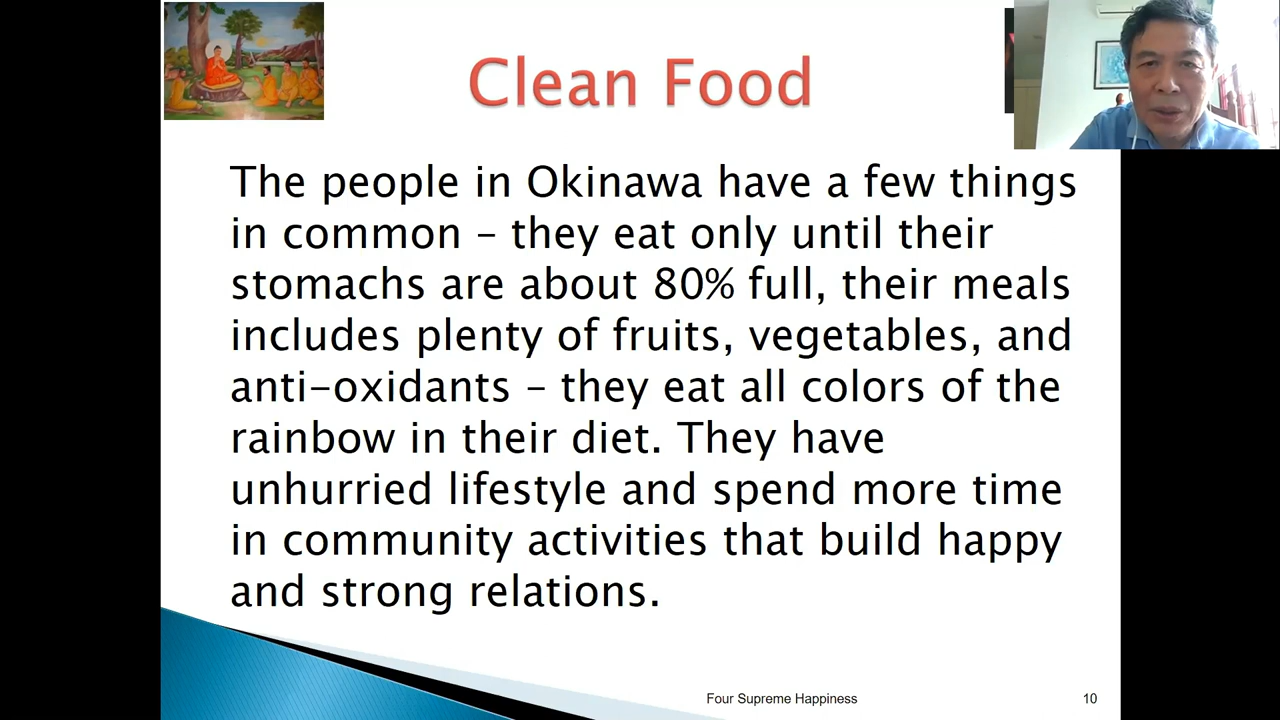 Clean Food
The people in Okinawa have a few things
in common – they eat only until their
stomachs are about 80% full, their meals
includes plenty of fruits, vegetables, and
anti-oxidants – they eat all colors of the
rainbow in their diet. They have
unhurried lifestyle and spend more time
in community activities that build happy
and strong relations.
Four Supreme Happiness
10